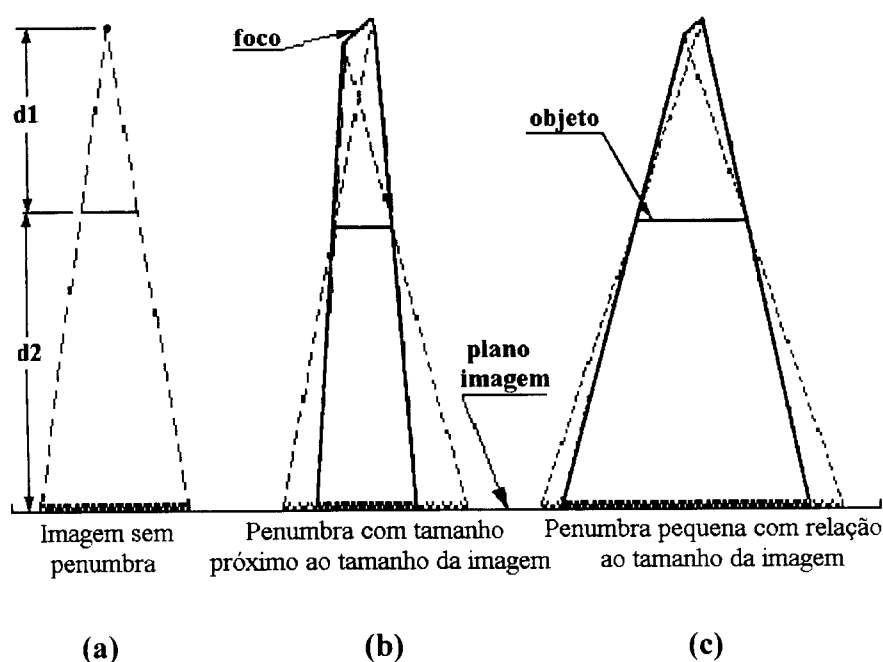 foco
d1
objeto
d2
plano
imagem
Imagem sem
penumbra
Penumbra com tamanho
próximo ao tamanho da imagem
Penumbra pequena com relação
ao tamanho da imagem
(a)
(b)
(c)